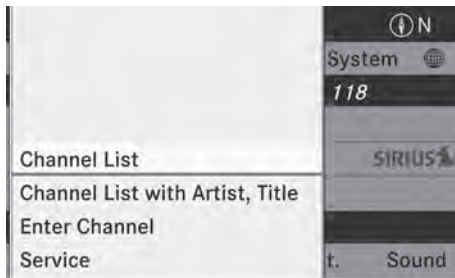 N
System
118
Channel List
SIRIUS
Channel List with Artist, Title
Enter Channel
Service
t. Sound